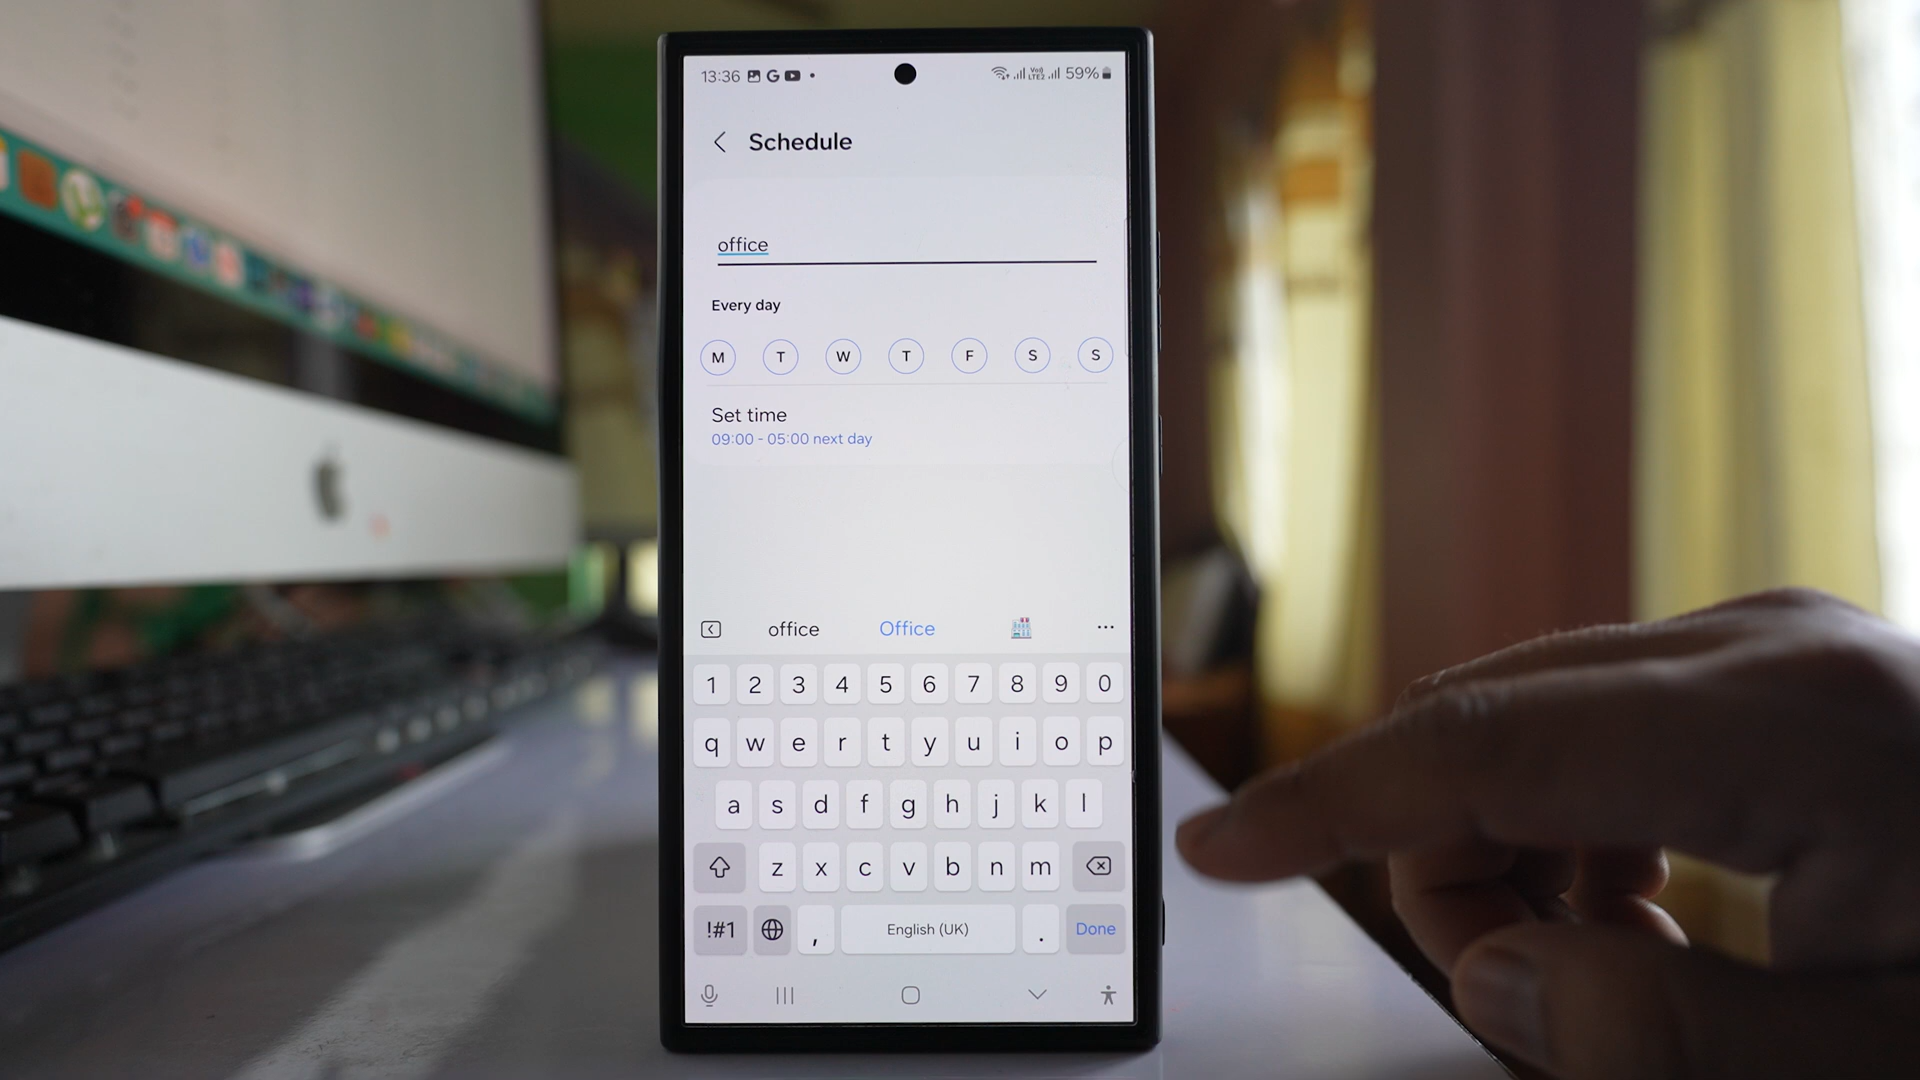 13:36 G 59%
Schedule
office
Every day
M T W T F S S
Set time
09:00 - 05:00 next day
office Office
1 2 3 4 5 6 7 8 9 0
q w e r t y u i o p
a s d f g h j k l
z x c v b n m
!#1 , English (UK) . Done